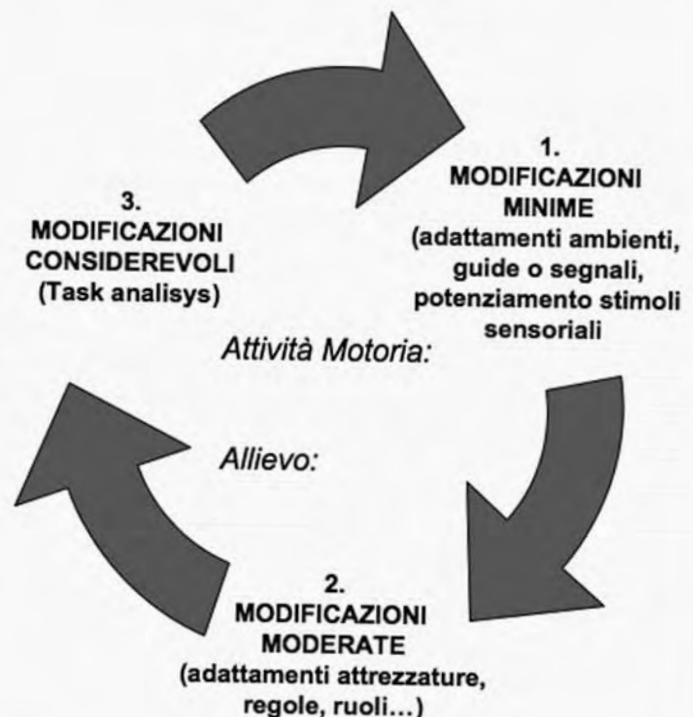 1.
MODIFICAZIONI
MINIME
(adattamenti ambienti,
guide o segnali,
potenziamento stimoli
sensoriali
3.
MODIFICAZIONI
CONSIDEREVOLI
(Task analisys)
Attività Motoria:
Allievo:
2.
MODIFICAZIONI
MODERATE
(adattamenti attrezzature,
regole, ruoli...)